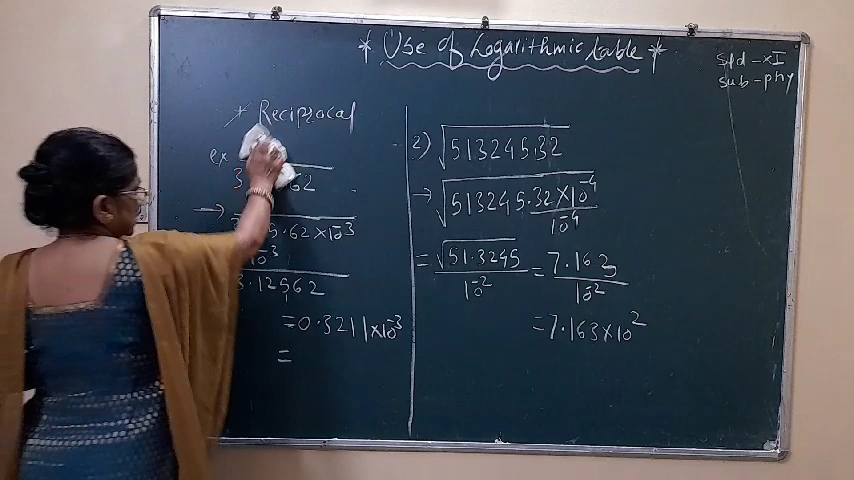 * Use of Logarithmic table *
Std - XI
Sub - phy
* Reciprocal
ex
3 62
→
5.62 × 10⁻³
10⁻³
3.12562
= 0.3211 × 10⁻³
=
2) √513245.32
→ √513245.32 × 10⁻⁴
10⁻⁴
= √51.3245 = 7.163
10⁻² 10⁻²
= 7.163 × 10²